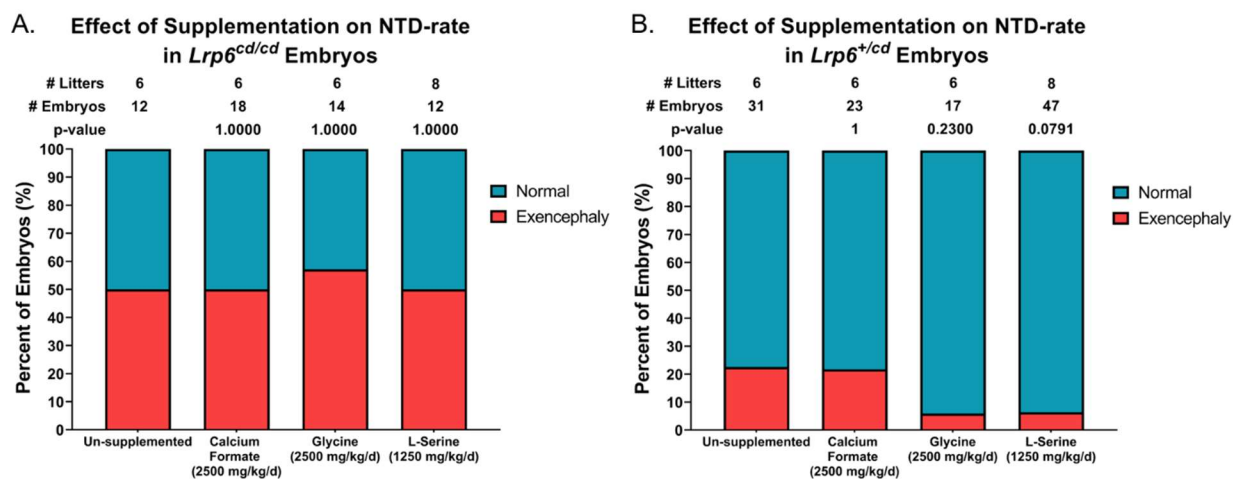 A.
Effect of Supplementation on NTD-rate
in Lrp6cd/cd Embryos
# Litters 6 6 6 8
# Embryos 12 18 14 12
p-value 1.0000 1.0000 1.0000
100
90
80
70
60
50
40
30
20
10
0
Percent of Embryos (%)
Un-supplemented
Calcium
Formate
(2500 mg/kg/d)
Glycine
(2500 mg/kg/d)
L-Serine
(1250 mg/kg/d)
Normal
Exencephaly
B.
Effect of Supplementation on NTD-rate
in Lrp6+/cd Embryos
# Litters 6 6 6 8
# Embryos 31 23 17 47
p-value 1 0.2300 0.0791
100
90
80
70
60
50
40
30
20
10
0
Percent of Embryos (%)
Un-supplemented
Calcium
Formate
(2500 mg/kg/d)
Glycine
(2500 mg/kg/d)
L-Serine
(1250 mg/kg/d)
Normal
Exencephaly